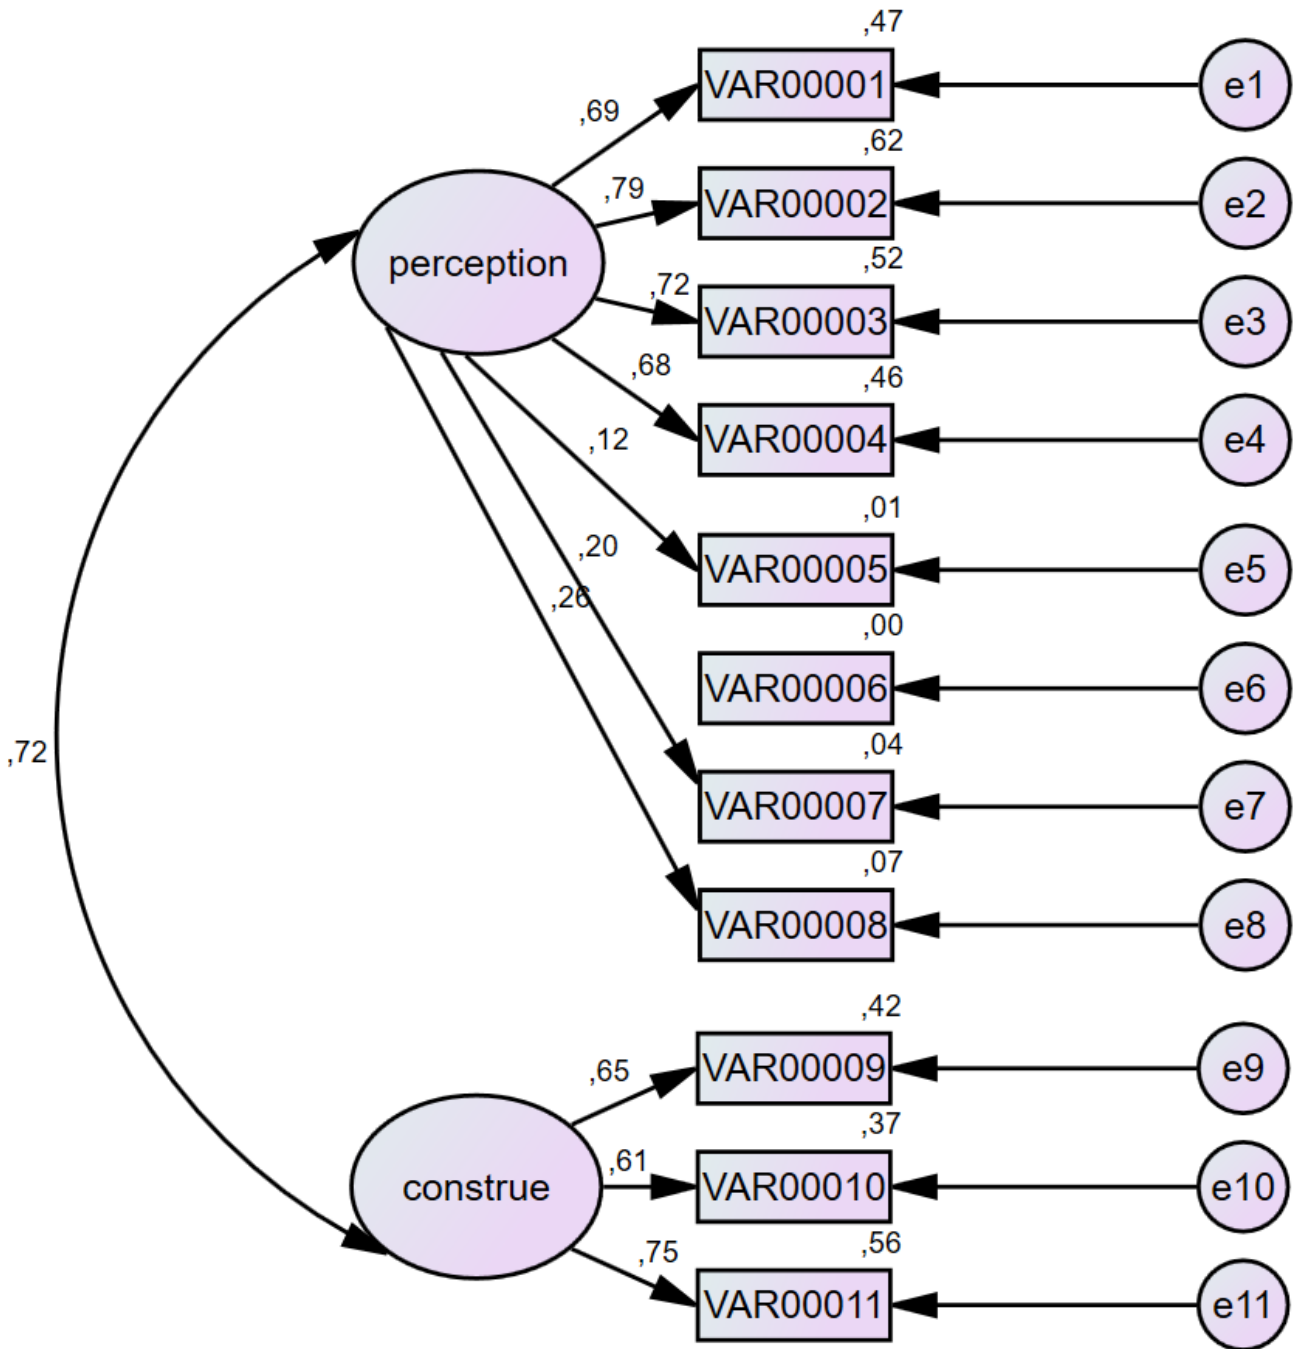 ,47
VAR00001
e1
,69
,62
VAR00002
e2
,79
perception
,52
VAR00003
e3
,72
,46
VAR00004
e4
,68
,12
,01
VAR00005
e5
,20
,26
,00
VAR00006
e6
,72
,04
VAR00007
e7
,07
VAR00008
e8
,42
VAR00009
e9
,65
,37
VAR00010
e10
,61
construe
,56
VAR00011
e11
,75